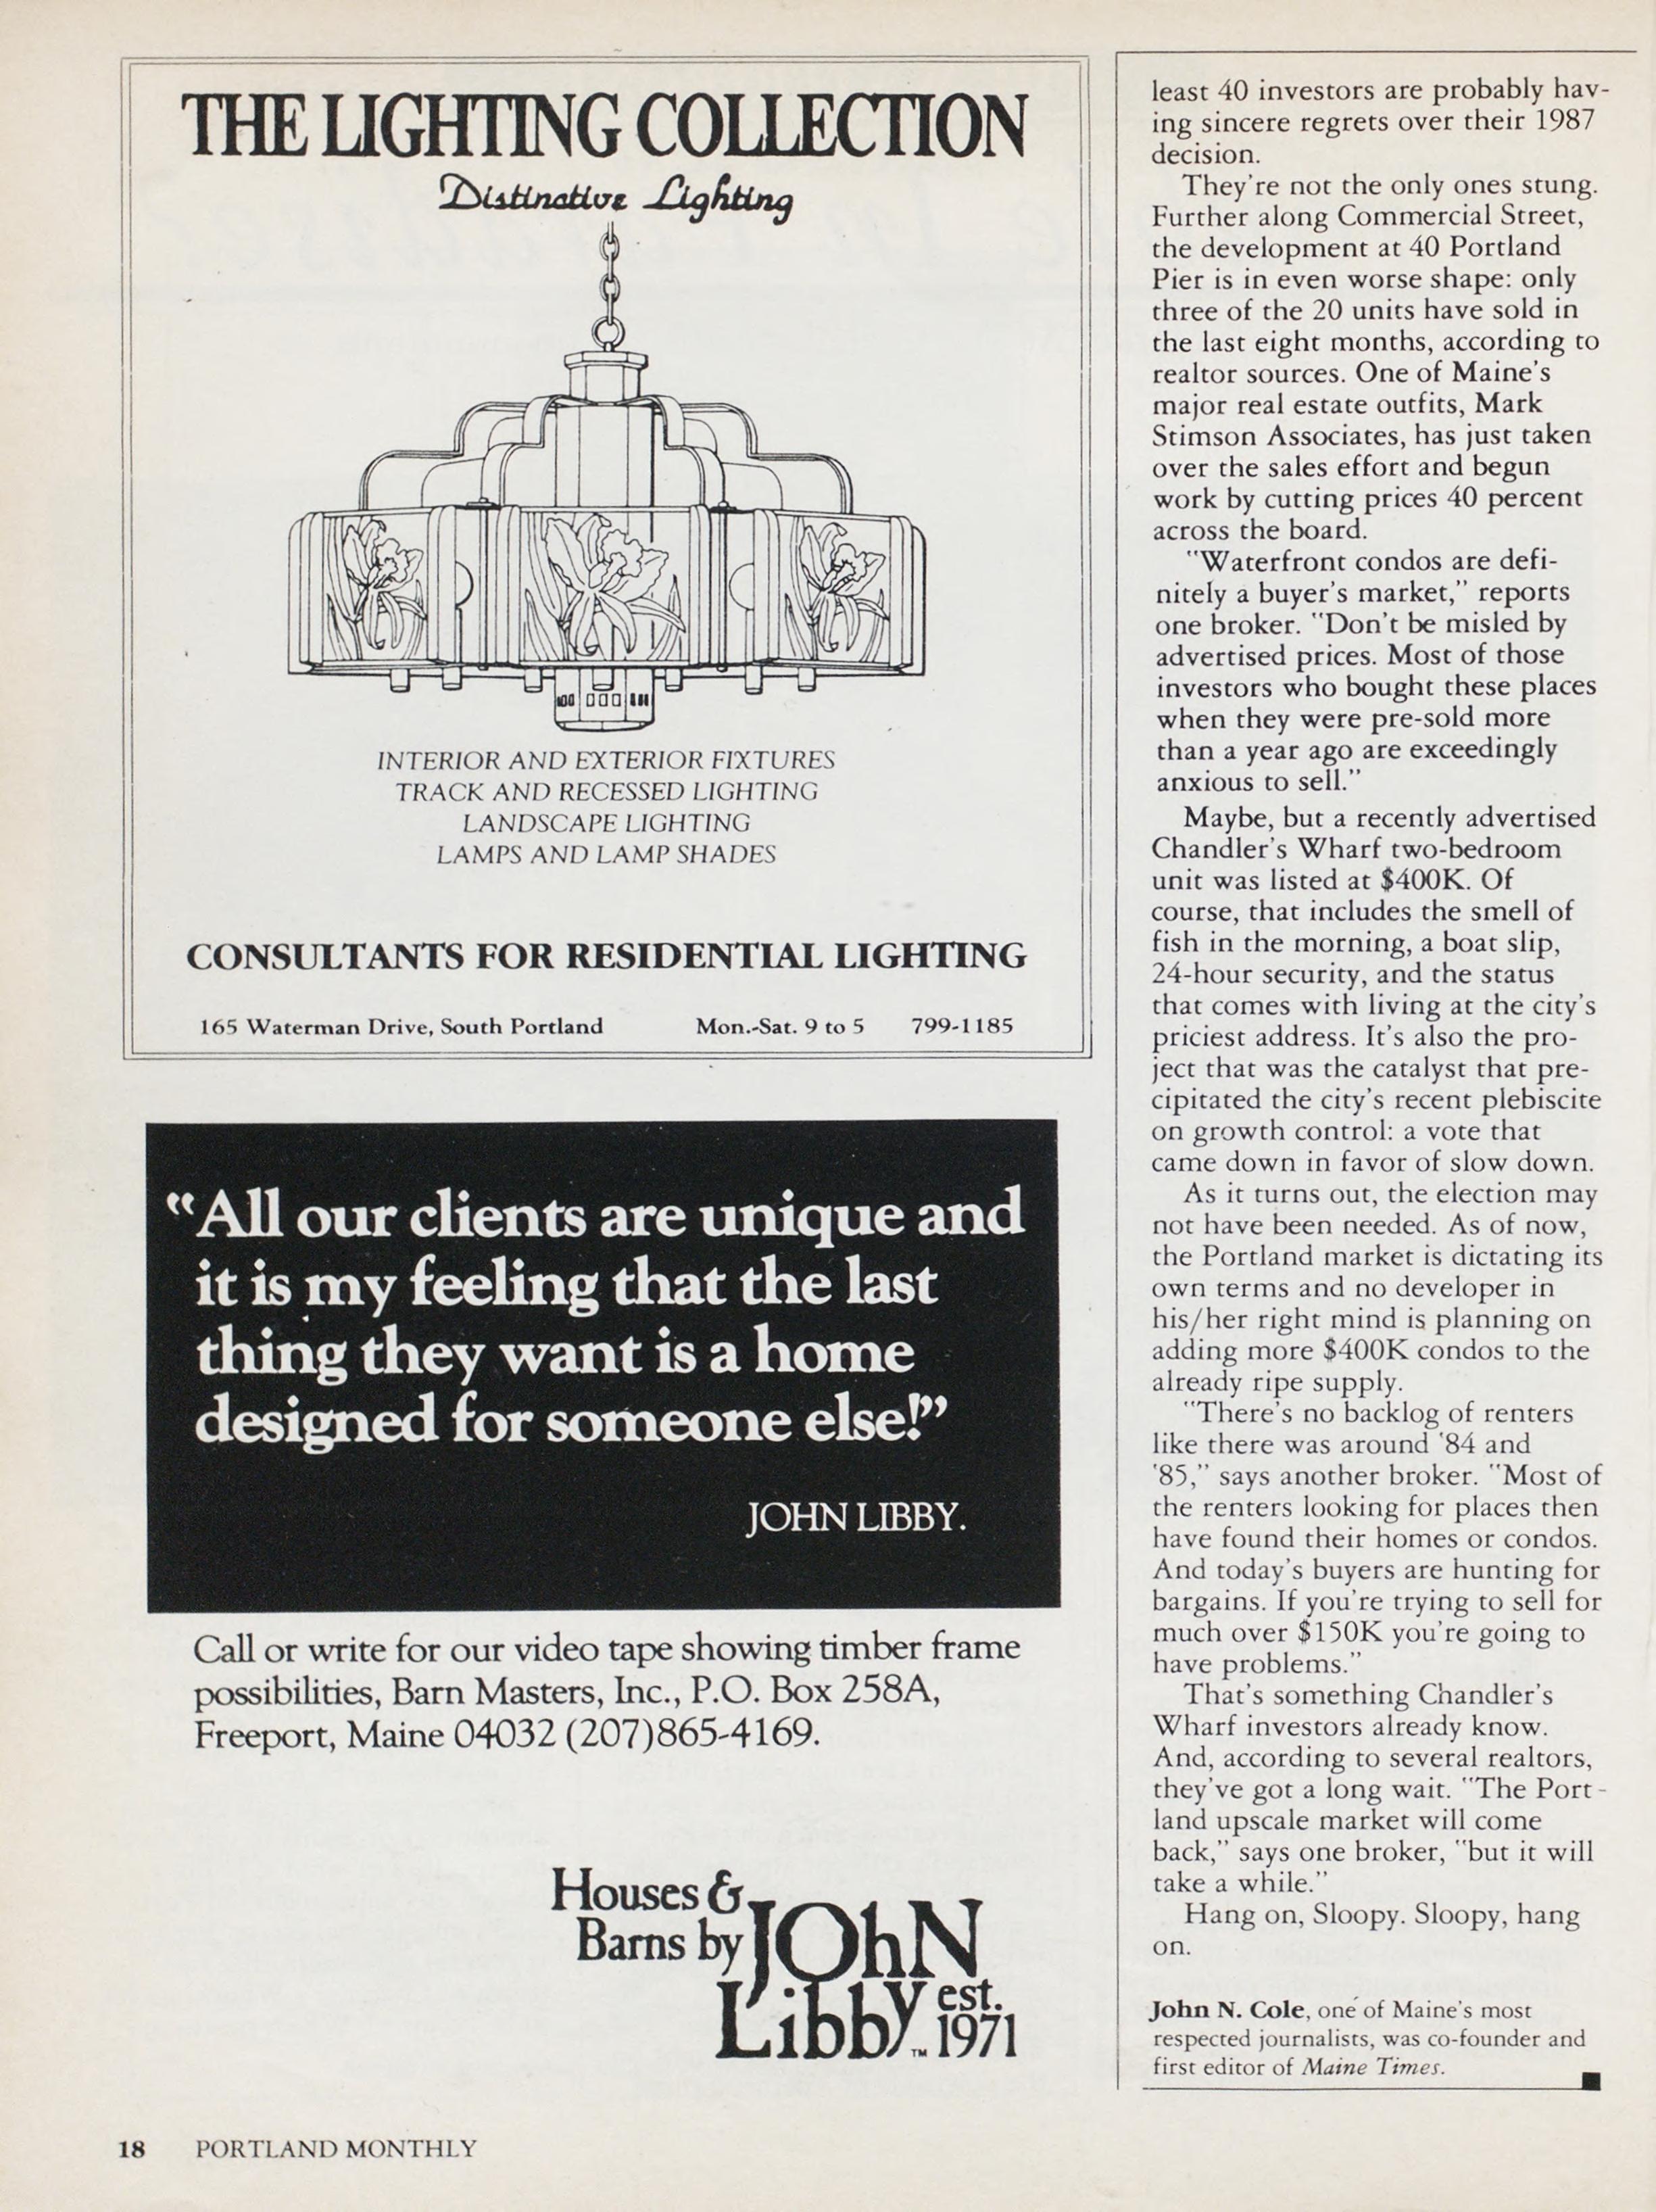 THE LIGHTING COLLECTION
Distinctive Lighting
INTERIOR AND EXTERIOR FIXTURES
TRACK AND RECESSED LIGHTING
LANDSCAPE LIGHTING
LAMPS AND LAMP SHADES
CONSULTANTS FOR RESIDENTIAL LIGHTING
165 Waterman Drive, South Portland Mon.-Sat. 9 to 5 799-1185
“All our clients are unique and
it is my feeling that the last
thing they want is a home
designed for someone else!”
JOHN LIBBY.
Call or write for our video tape showing timber frame
possibilities, Barn Masters, Inc., P.O. Box 258A,
Freeport, Maine 04032 (207)865-4169.
Houses &
Barns by JOhN
Libby™ est.
1971
least 40 investors are probably hav-
ing sincere regrets over their 1987
decision.
They're not the only ones stung.
Further along Commercial Street,
the development at 40 Portland
Pier is in even worse shape: only
three of the 20 units have sold in
the last eight months, according to
realtor sources. One of Maine's
major real estate outfits, Mark
Stimson Associates, has just taken
over the sales effort and begun
work by cutting prices 40 percent
across the board.
"Waterfront condos are defi-
nitely a buyer's market," reports
one broker. "Don't be misled by
advertised prices. Most of those
investors who bought these places
when they were pre-sold more
than a year ago are exceedingly
anxious to sell."
Maybe, but a recently advertised
Chandler's Wharf two-bedroom
unit was listed at $400K. Of
course, that includes the smell of
fish in the morning, a boat slip,
24-hour security, and the status
that comes with living at the city's
priciest address. It's also the pro-
ject that was the catalyst that pre-
cipitated the city's recent plebiscite
on growth control: a vote that
came down in favor of slow down.
As it turns out, the election may
not have been needed. As of now,
the Portland market is dictating its
own terms and no developer in
his/her right mind is planning on
adding more $400K condos to the
already ripe supply.
"There's no backlog of renters
like there was around '84 and
'85," says another broker. "Most of
the renters looking for places then
have found their homes or condos.
And today's buyers are hunting for
bargains. If you're trying to sell for
much over $150K you're going to
have problems."
That's something Chandler's
Wharf investors already know.
And, according to several realtors,
they've got a long wait. "The Port-
land upscale market will come
back," says one broker, "but it will
take a while."
Hang on, Sloopy. Sloopy, hang
on.
John N. Cole, one of Maine's most
respected journalists, was co-founder and
first editor of Maine Times.
18 PORTLAND MONTHLY